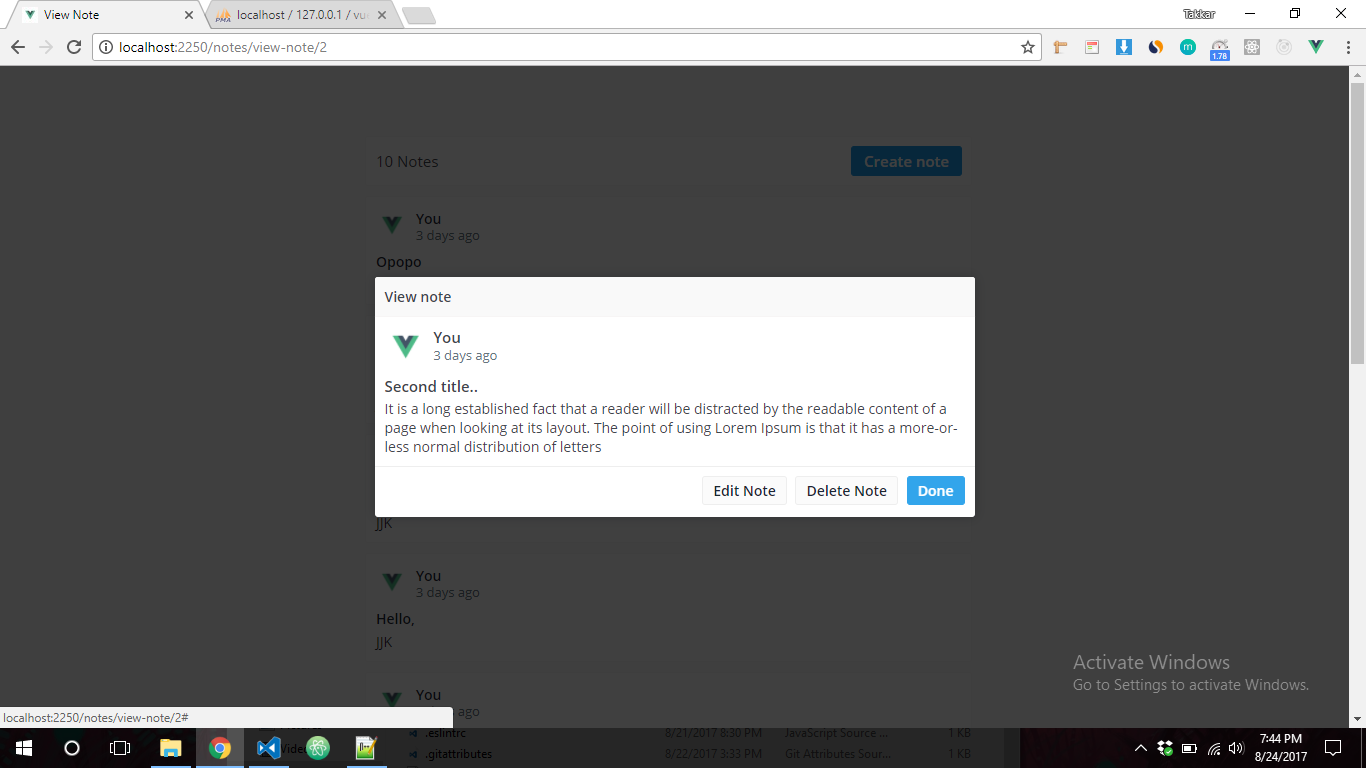 View Note
localhost / 127.0.0.1 / vue
Takkar
localhost:2250/notes/view-note/2
1.78
10 Notes
Create note
You
3 days ago
Opopo
View note
You
3 days ago
Second title..
It is a long established fact that a reader will be distracted by the readable content of a
page when looking at its layout. The point of using Lorem Ipsum is that it has a more-or-
less normal distribution of letters
Edit Note
Delete Note
Done
JJK
You
3 days ago
Hello,
JJK
You
ago
Activate Windows
Go to Settings to activate Windows.
localhost:2250/notes/view-note/2#
.eslintrc 8/21/2017 8:30 PM JavaScript Source ... 1 KB
.gitattributes 8/22/2017 3:33 PM Git Attributes Sour... 1 KB
7:44 PM
8/24/2017